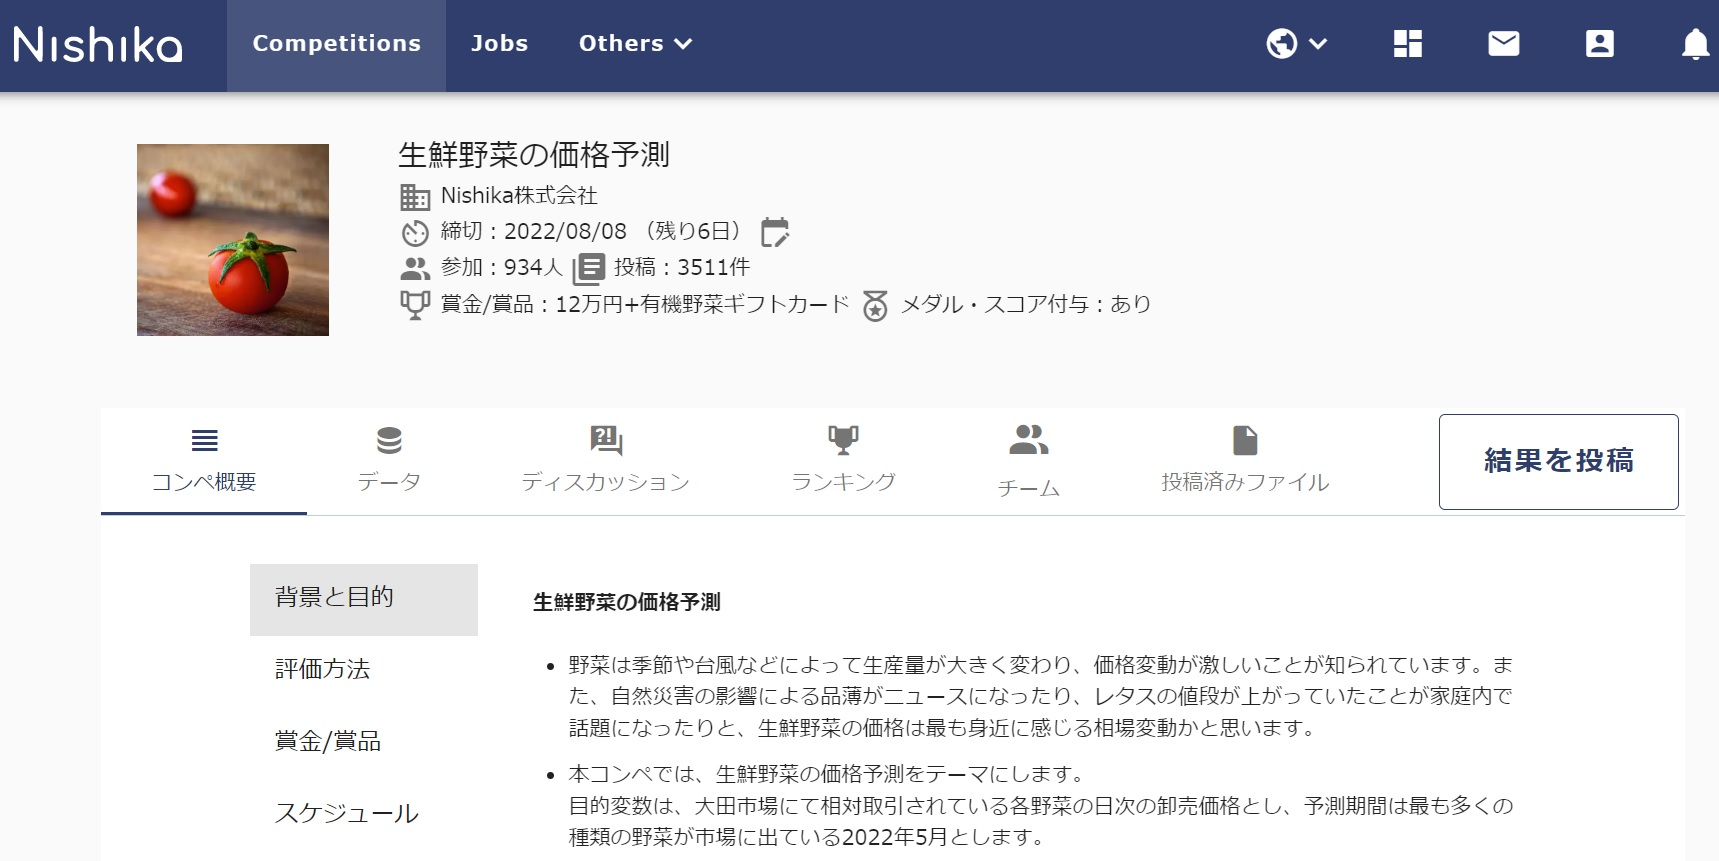 Nishika
Competitions
Jobs
Others
生鮮野菜の価格予測
Nishika株式会社
締切：2022/08/08 （残り6日）
参加：934人 投稿：3511件
賞金/賞品：12万円+有機野菜ギフトカード メダル・スコア付与：あり
コンペ概要
データ
ディスカッション
ランキング
チーム
投稿済みファイル
結果を投稿
背景と目的
評価方法
賞金/賞品
スケジュール
生鮮野菜の価格予測
野菜は季節や台風などによって生産量が大きく変わり、価格変動が激しいことが知られています。ま
た、自然災害の影響による品薄がニュースになったり、レタスの値段が上がっていたことが家庭内で
話題になったりと、生鮮野菜の価格は最も身近に感じる相場変動かと思います。
本コンペでは、生鮮野菜の価格予測をテーマにします。
目的変数は、大田市場にて相対取引されている各野菜の日次の卸売価格とし、予測期間は最も多くの
種類の野菜が市場に出ている2022年5月とします。